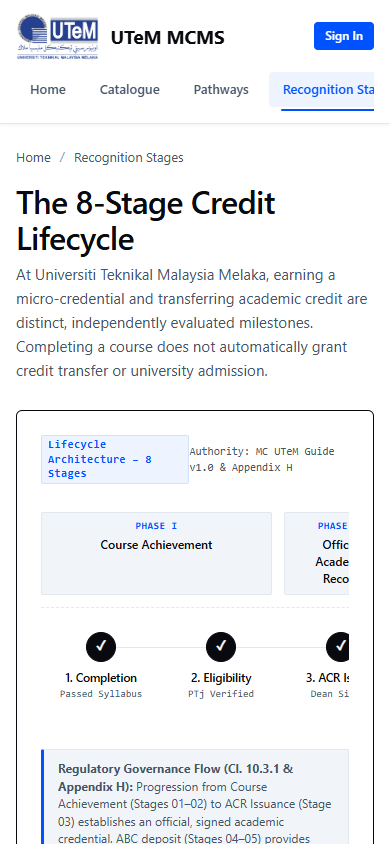 UTeM
UNIVERSITI TEKNIKAL MALAYSIA MELAKA
UTeM MCMS
Sign In
Home
Catalogue
Pathways
Recognition Sta
Home / Recognition Stages
The 8-Stage Credit
Lifecycle
At Universiti Teknikal Malaysia Melaka, earning a
micro-credential and transferring academic credit are
distinct, independently evaluated milestones.
Completing a course does not automatically grant
credit transfer or university admission.
Lifecycle
Architecture – 8
Stages
Authority: MC UTeM Guide
v1.0 & Appendix H
PHASE I
Course Achievement
PHASE
Offic
Acade
Reco
1. Completion
Passed Syllabus
2. Eligibility
PTj Verified
3. ACR Is
Dean Si
Regulatory Governance Flow (Cl. 10.3.1 &
Appendix H): Progression from Course
Achievement (Stages 01–02) to ACR Issuance (Stage
03) establishes an official, signed academic
credential. ABC deposit (Stages 04–05) provides